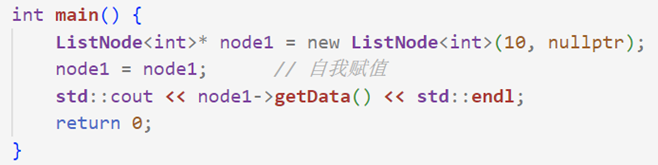 int main() {
    ListNode<int>* node1 = new ListNode<int>(10, nullptr);
    node1 = node1;      // 自我赋值
    std::cout << node1->getData() << std::endl;
    return 0;
}